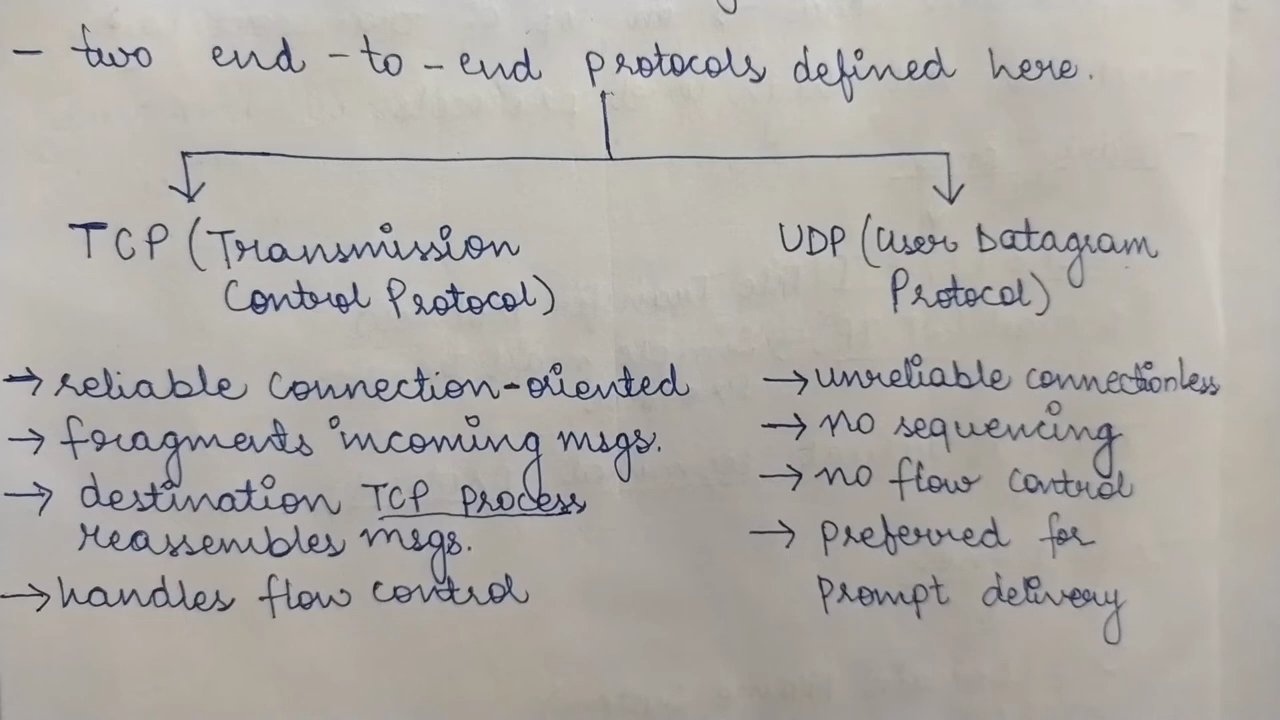 - two end-to-end protocols defined here.
TCP (Transmission
Control Protocol)
→ reliable connection-oriented
→ fragments incoming msgs.
→ destination TCP process
reassembles msgs.
→ handles flow control
UDP (User Datagram
Protocol)
→ unreliable connectionless
→ no sequencing
→ no flow control
→ preferred for
prompt delivery